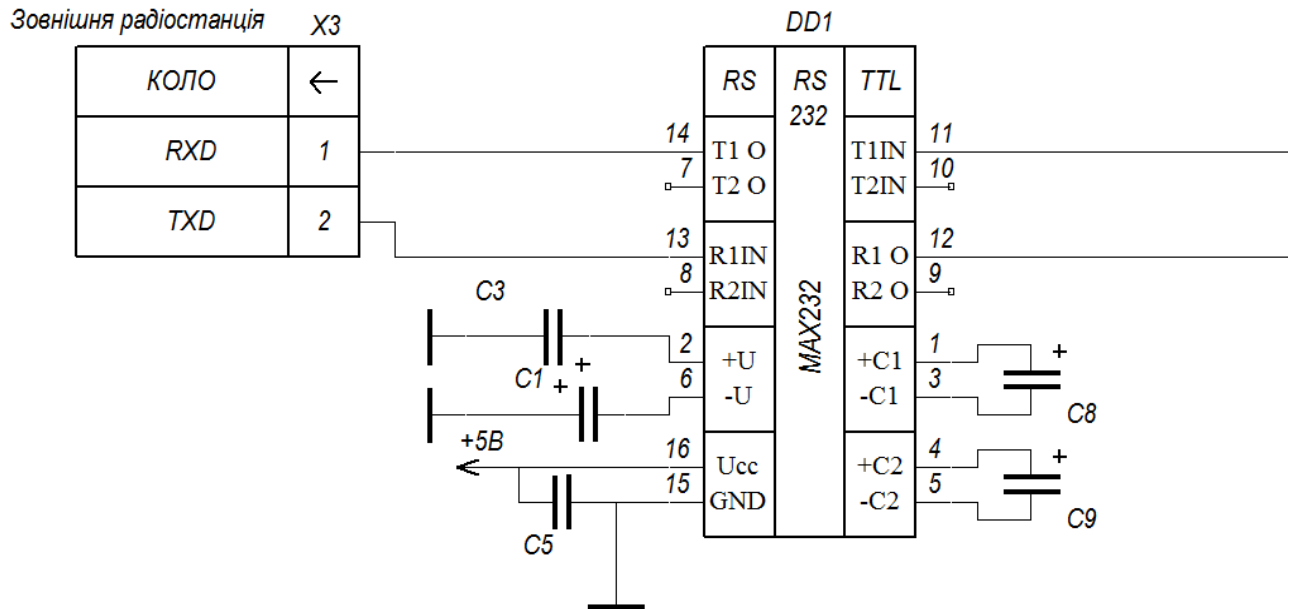 Зовнішня радіостанція X3
КОЛО ←
RXD 1
TXD 2
DD1
RS RS 232 TTL
MAX232
14 T1 O T1IN 11
7 T2 O T2IN 10
13 R1IN R1 O 12
8 R2IN R2 O 9
2 +U +C1 1
6 -U -C1 3
16 Ucc +C2 4
15 GND -C2 5
C3
C1 +
+
+5В
C5
+
C8
+
C9